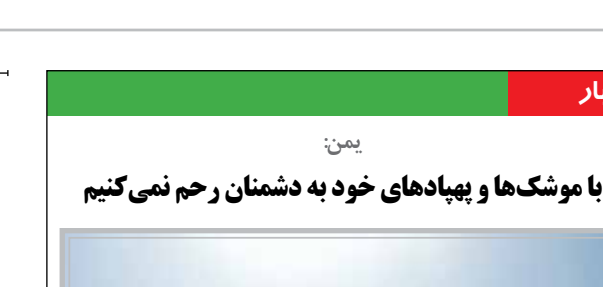 یمن:
با موشک‌ها و پهپادهای خود به دشمنان رحم نمی‌کنیم